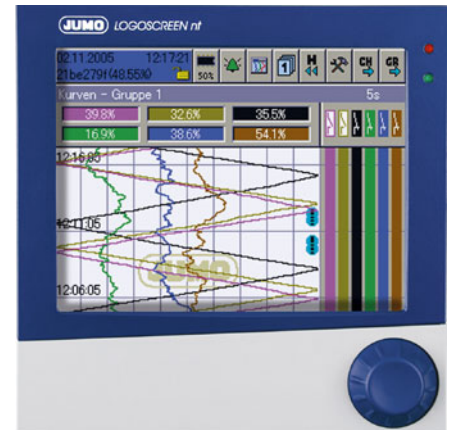 JUMO LOGOSCREEN nt
02.11.2005 12:17:21
21be279f (48.55%) 50% 1 H CH GR
Kurven - Gruppe 1 5s
39.8% 32.6% 35.5%
16.9% 38.6% 54.1%
12:16:05
12:11:05
JUMO
12:06:05